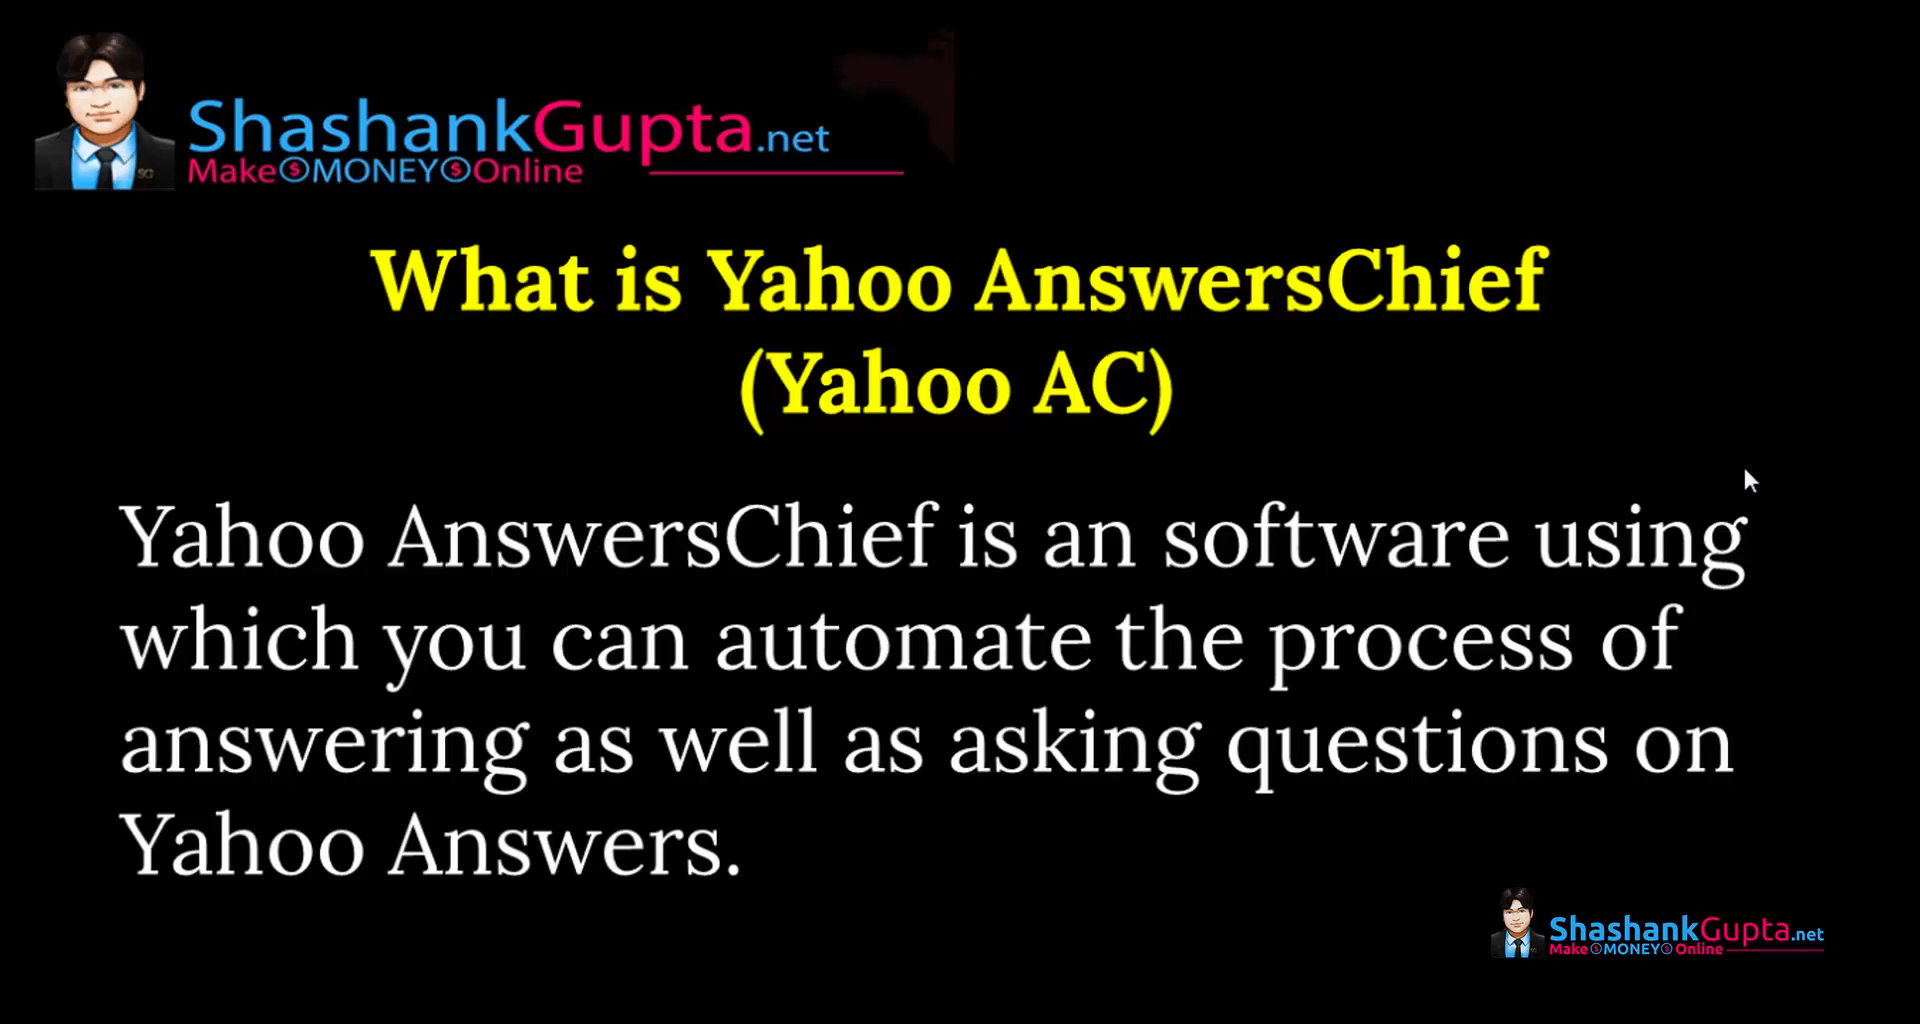 ShashankGupta.net
Make $MONEY$ Online
What is Yahoo AnswersChief
(Yahoo AC)
Yahoo AnswersChief is an software using
which you can automate the process of
answering as well as asking questions on
Yahoo Answers.
ShashankGupta.net
Make $MONEY$ Online